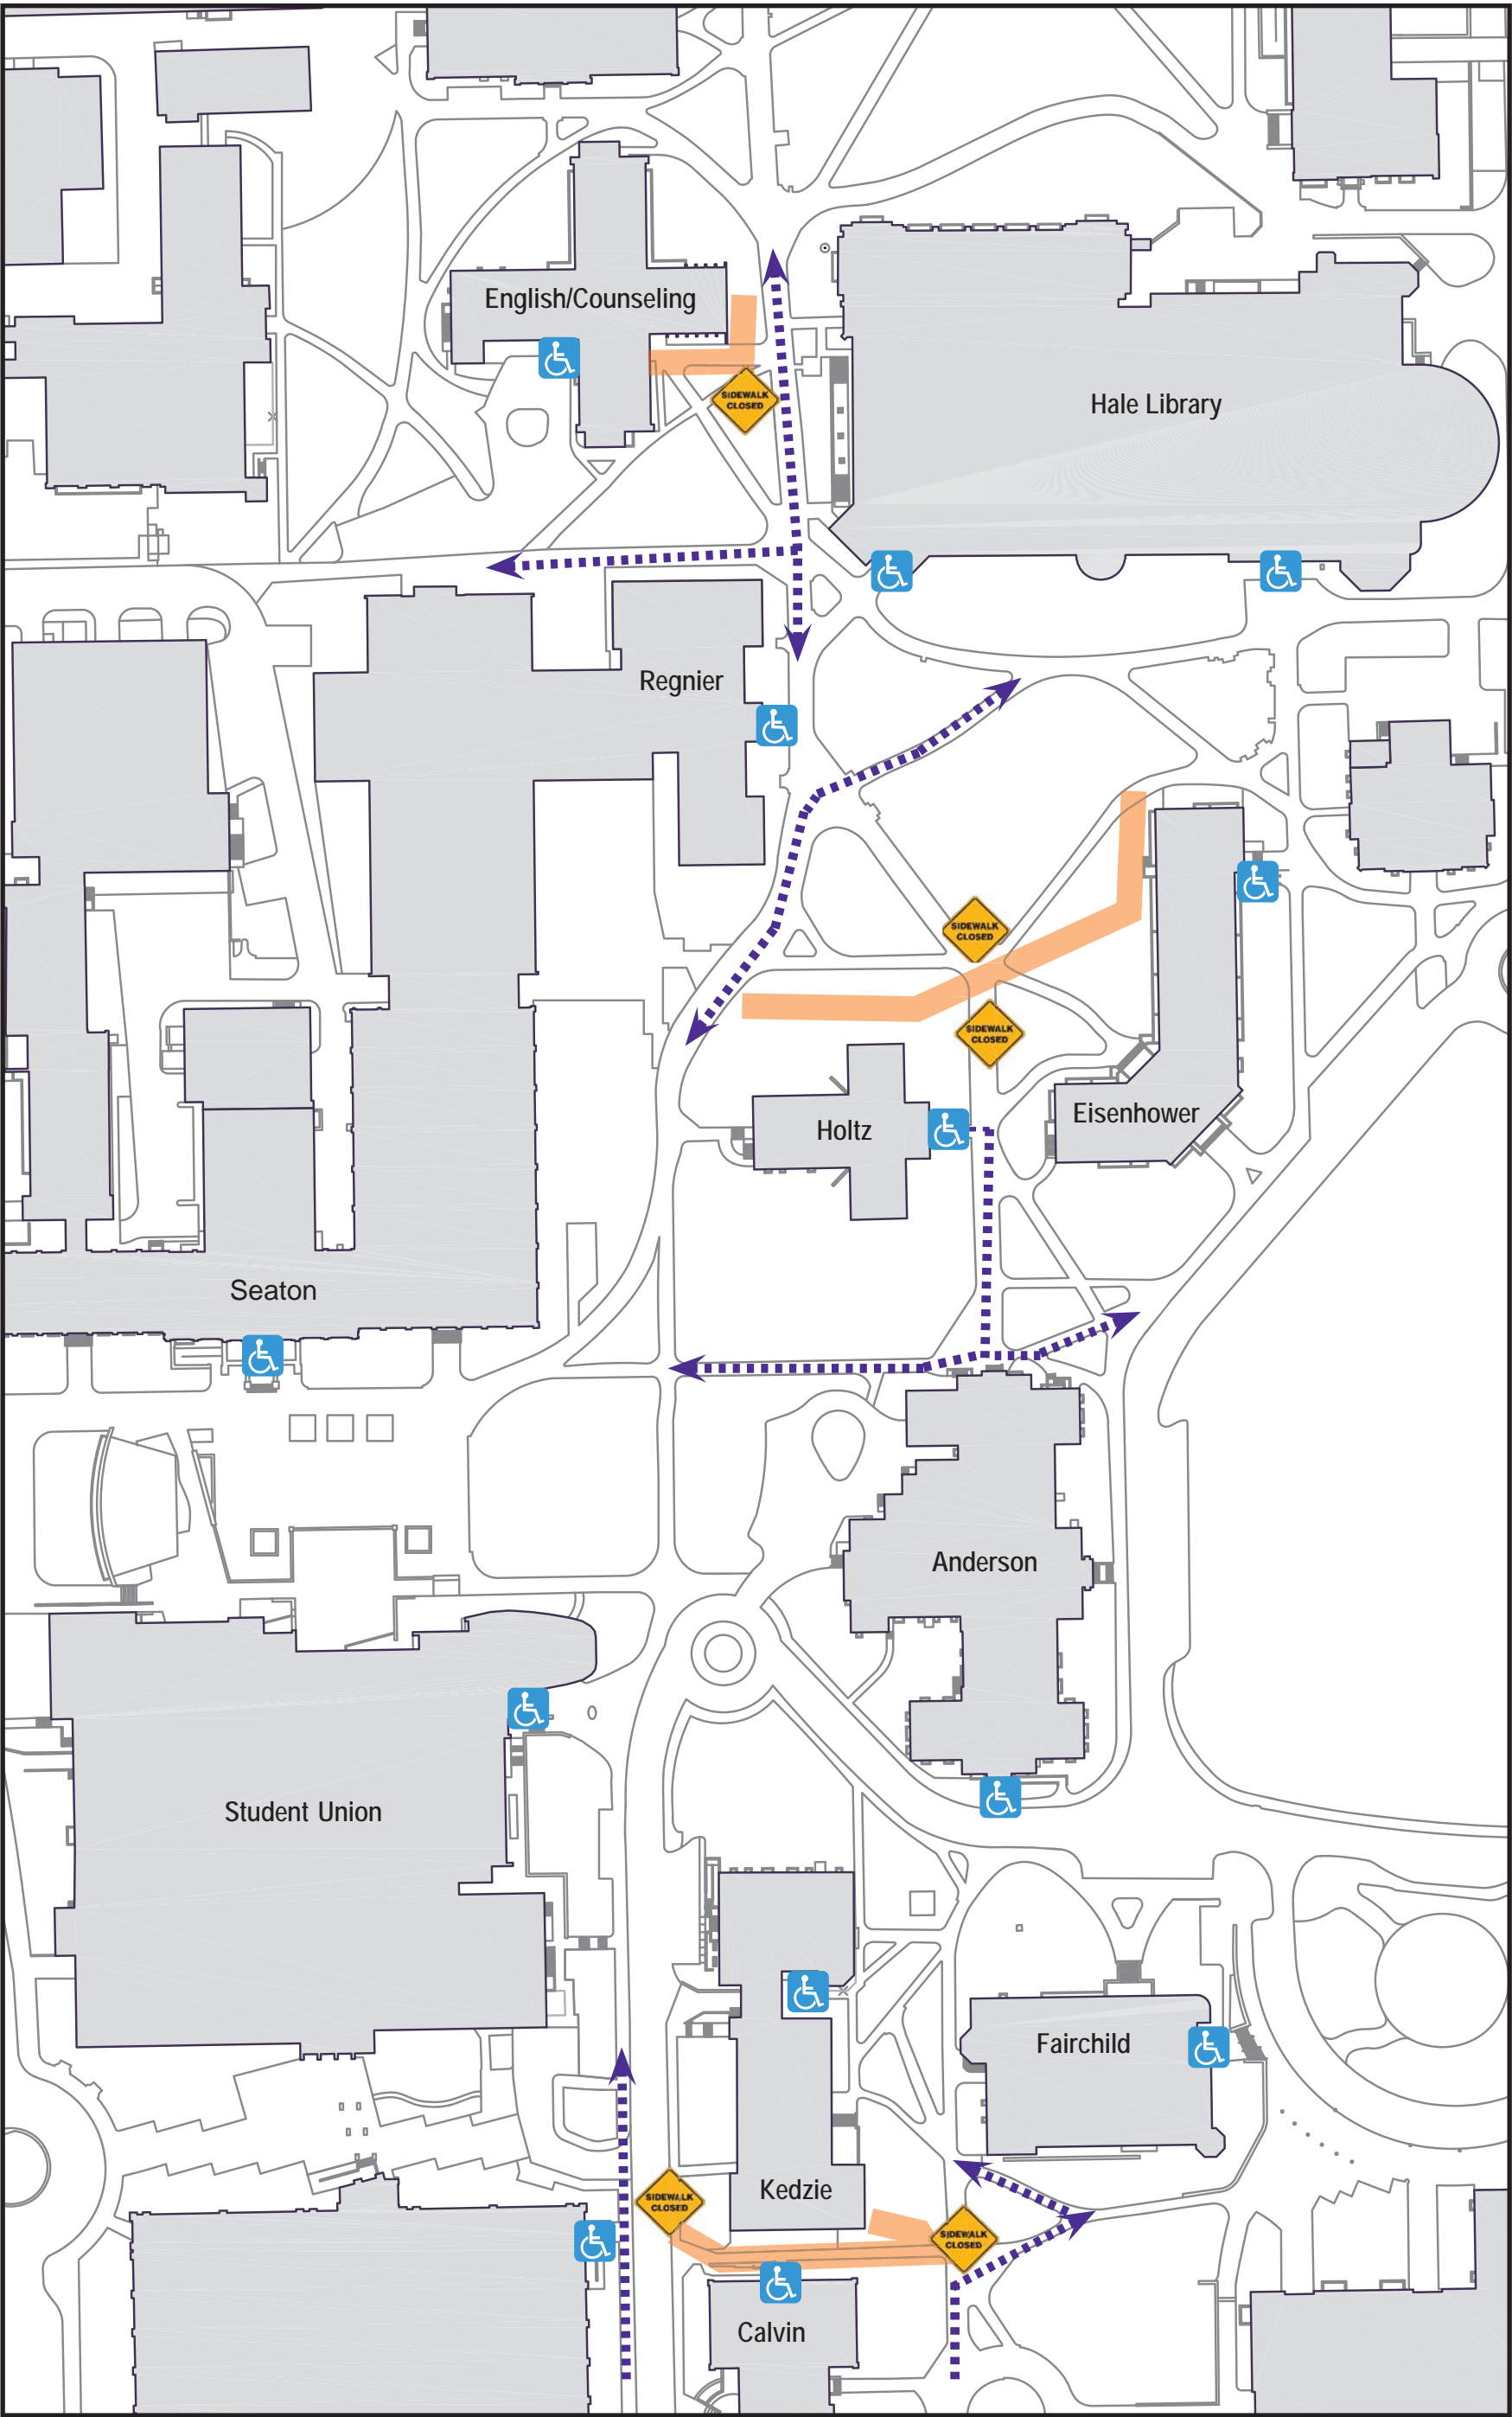 English/Counseling
SIDEWALK
CLOSED
Hale Library
Regnier
SIDEWALK
CLOSED
SIDEWALK
CLOSED
Holtz
Eisenhower
Seaton
Anderson
Student Union
Fairchild
Kedzie
SIDEWALK
CLOSED
SIDEWALK
CLOSED
Calvin